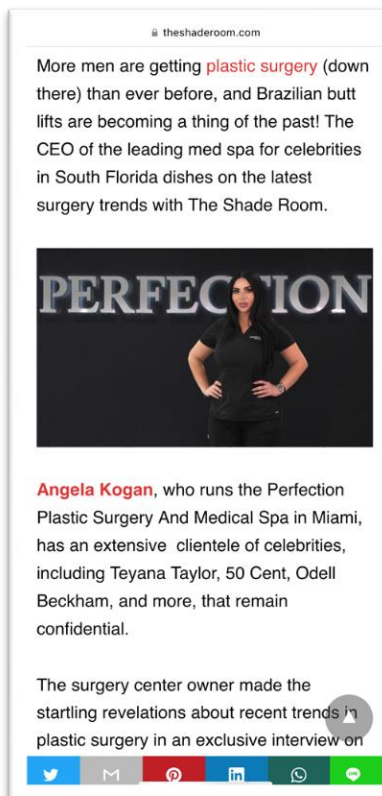 theshaderoom.com
More men are getting plastic surgery (down
there) than ever before, and Brazilian butt
lifts are becoming a thing of the past! The
CEO of the leading med spa for celebrities
in South Florida dishes on the latest
surgery trends with The Shade Room.
PERFECTION
Angela Kogan, who runs the Perfection
Plastic Surgery And Medical Spa in Miami,
has an extensive clientele of celebrities,
including Teyana Taylor, 50 Cent, Odell
Beckham, and more, that remain
confidential.
The surgery center owner made the
startling revelations about recent trends in
plastic surgery in an exclusive interview on